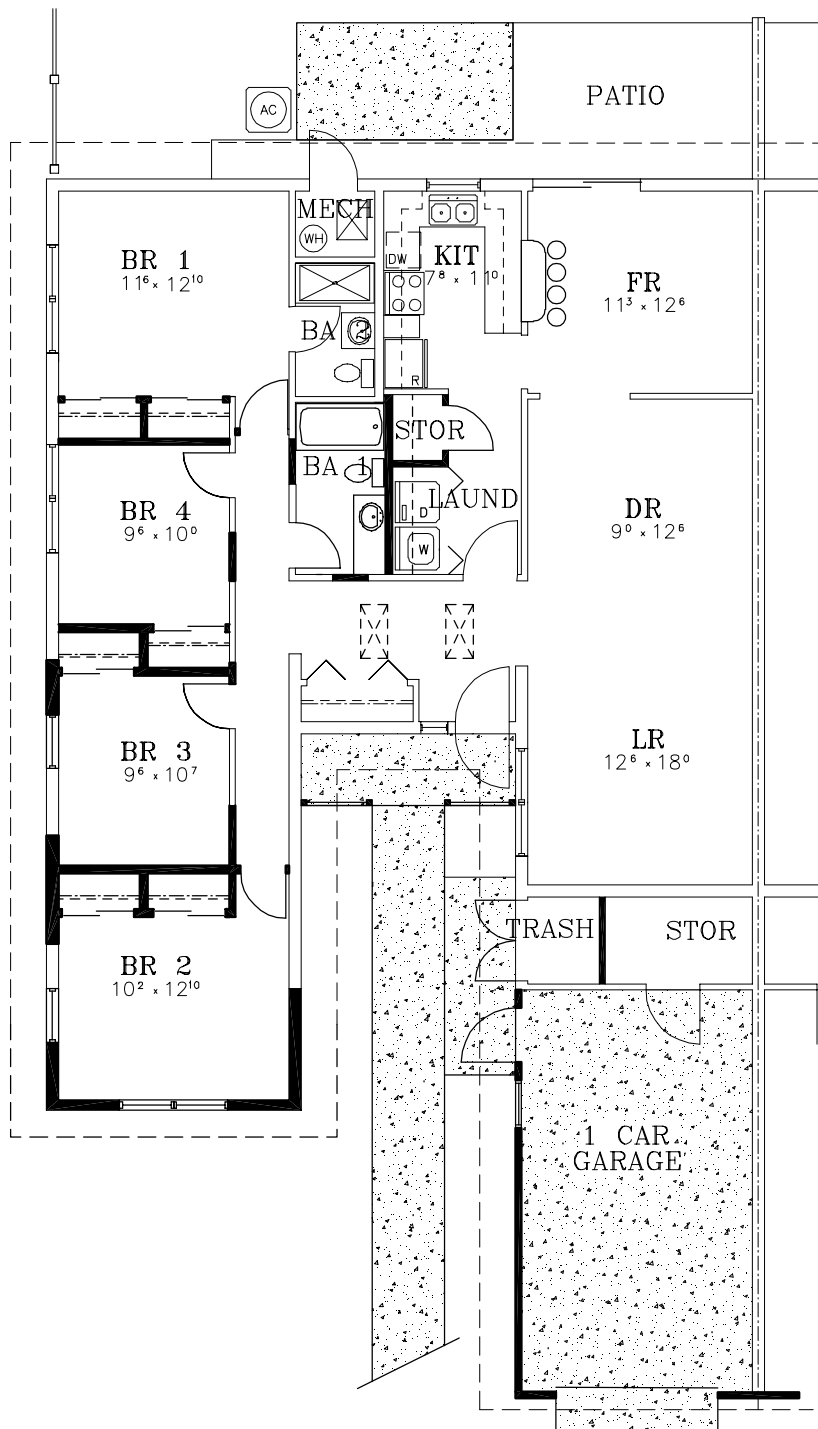 PATIO
AC
MECH
WH
BR 1
11⁶ x 12¹⁰
KIT
7⁸ x 11⁰
DW
FR
11³ x 12⁶
BA 2
R
STOR
BA 1
LAUND
BR 4
9⁶ x 10⁰
D
DR
9⁰ x 12⁶
W
BR 3
9⁶ x 10⁷
LR
12⁶ x 18⁰
TRASH
STOR
BR 2
10² x 12¹⁰
1 CAR
GARAGE